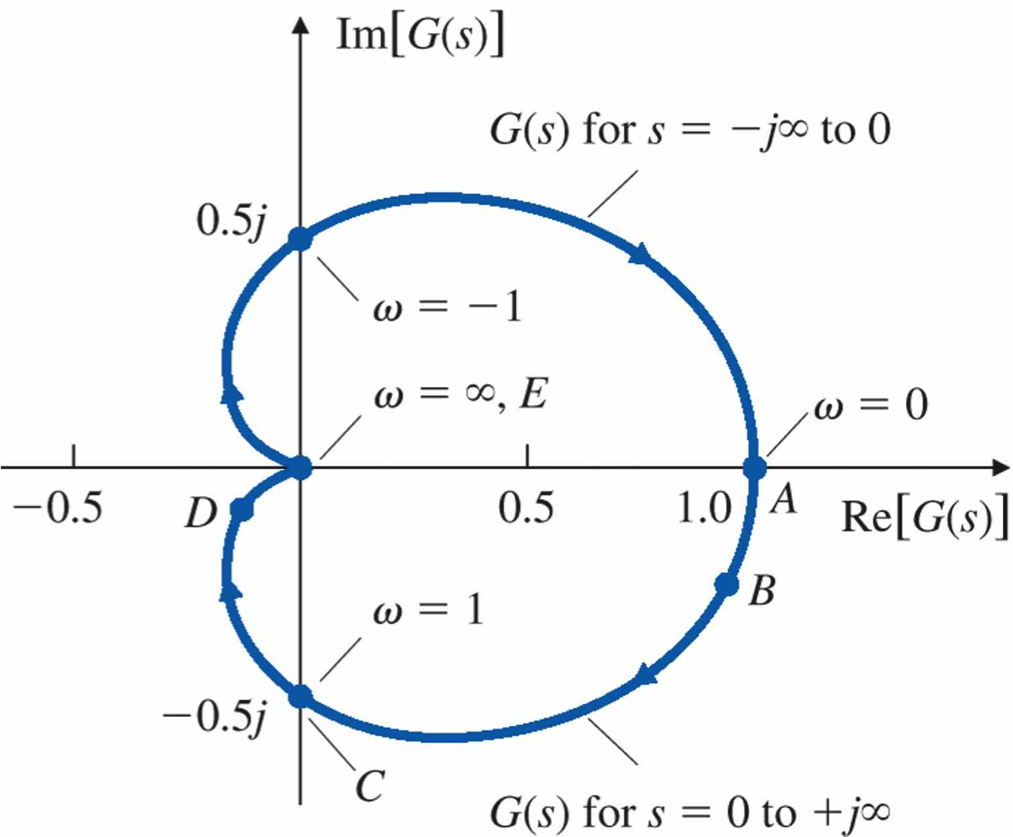 Im[G(s)]
G(s) for s = −j∞ to 0
0.5j
ω = −1
ω = ∞, E
ω = 0
−0.5
D
0.5
1.0
A
Re[G(s)]
B
ω = 1
−0.5j
C
G(s) for s = 0 to +j∞